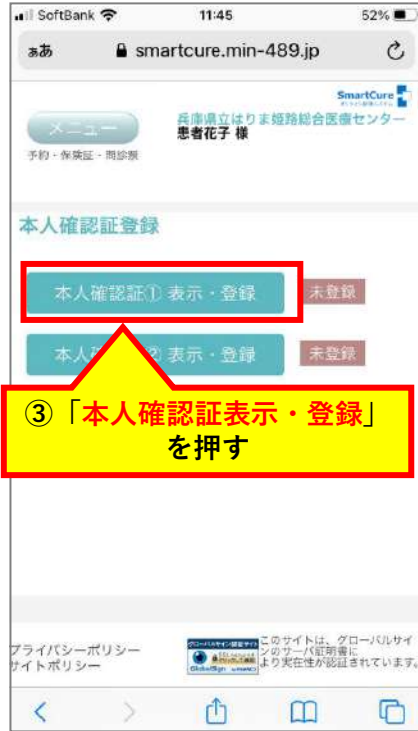 SoftBank 11:45 52%
ぁあ smartcure.min-489.jp
SmartCure
メニュー
兵庫県立はりま姫路総合医療センター
患者花子 様
予約・保険証・問診票
本人確認証登録
本人確認証① 表示・登録 未登録
本人 ② 表示・登録 未登録
③「本人確認証表示・登録」
を押す
プライバシーポリシー
サイトポリシー
このサイトは、グローバルサイ
ンのサーバ証明書に
より実在性が認証されています。